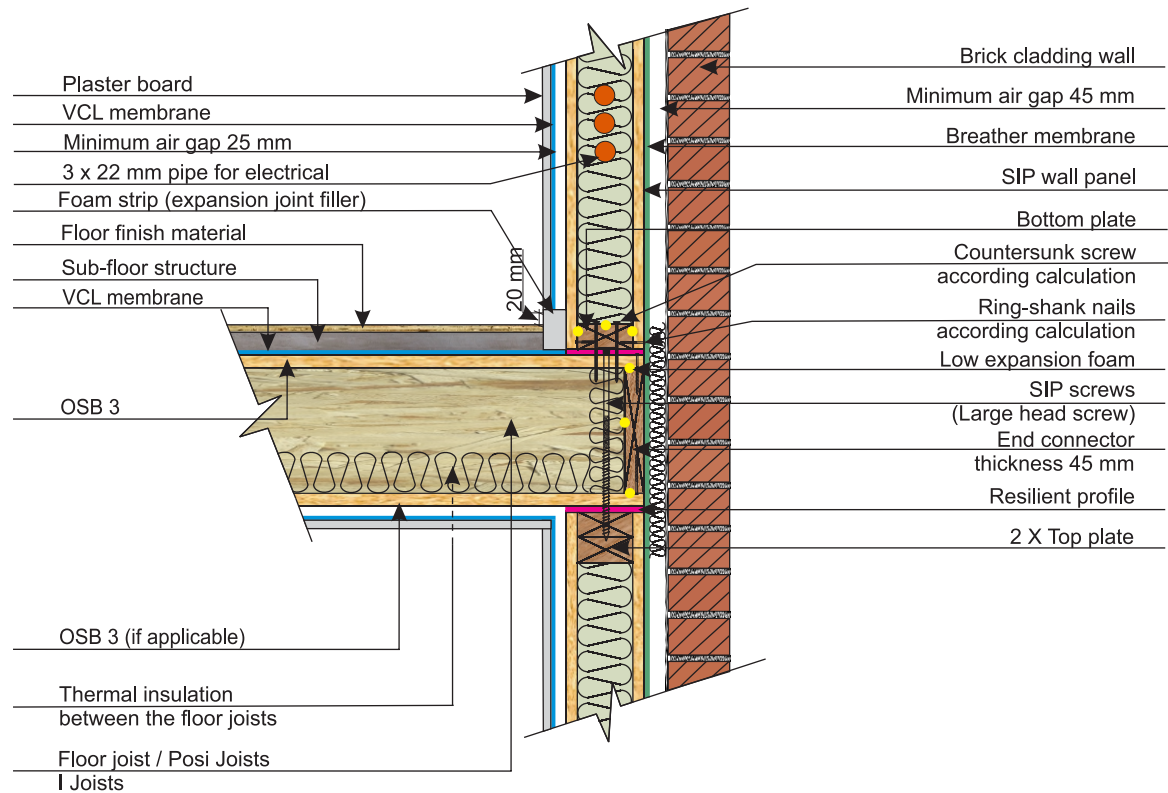 Plaster board
VCL membrane
Minimum air gap 25 mm
3 x 22 mm pipe for electrical
Foam strip (expansion joint filler)
Floor finish material
Sub-floor structure
VCL membrane
OSB 3
OSB 3 (if applicable)
Thermal insulation
between the floor joists
Floor joist / Posi Joists
I Joists
20 mm
Brick cladding wall
Minimum air gap 45 mm
Breather membrane
SIP wall panel
Bottom plate
Countersunk screw
according calculation
Ring-shank nails
according calculation
Low expansion foam
SIP screws
(Large head screw)
End connector
thickness 45 mm
Resilient profile
2 X Top plate